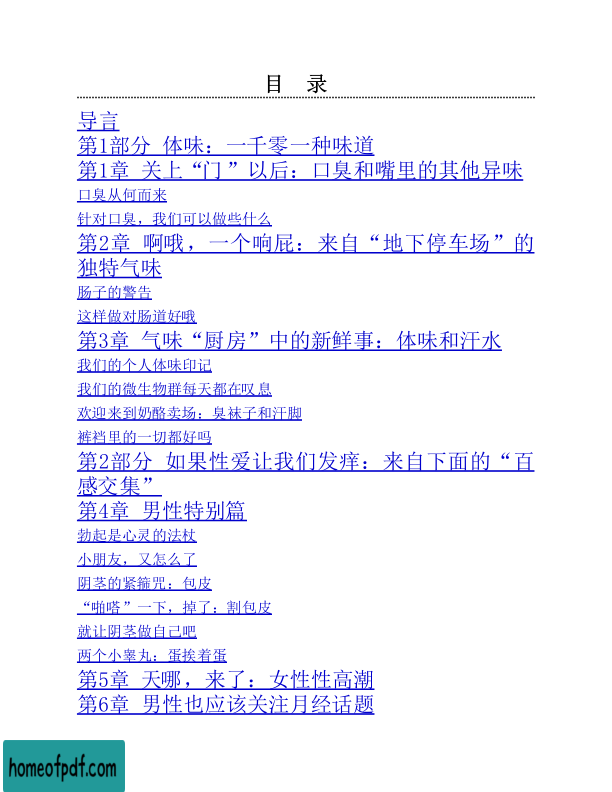 目 录
导言
第1部分 体味：一千零一种味道
第1章 关上“门”以后：口臭和嘴里的其他异味
口臭从何而来
针对口臭，我们可以做些什么
第2章 啊哦，一个响屁：来自“地下停车场”的
独特气味
肠子的警告
这样做对肠道好哦
第3章 气味“厨房”中的新鲜事：体味和汗水
我们的个人体味印记
我们的微生物群每天都在叹息
欢迎来到奶酪卖场：臭袜子和汗脚
裤裆里的一切都好吗
第2部分 如果性爱让我们发痒：来自下面的“百
感交集”
第4章 男性特别篇
勃起是心灵的法杖
小朋友，又怎么了
阴茎的紧箍咒：包皮
“啪嗒”一下，掉了：割包皮
就让阴茎做自己吧
两个小睾丸：蛋挨着蛋
第5章 天哪，来了：女性性高潮
第6章 男性也应该关注月经话题
homeofpdf.com